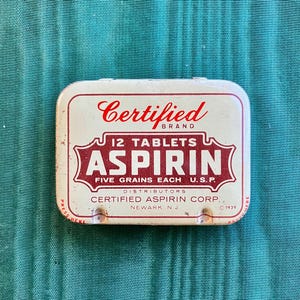 Certified
BRAND
12 TABLETS
ASPIRIN
FIVE GRAINS EACH U.S.P.
DISTRIBUTORS
CERTIFIED ASPIRIN CORP.
NEWARK, N.J.